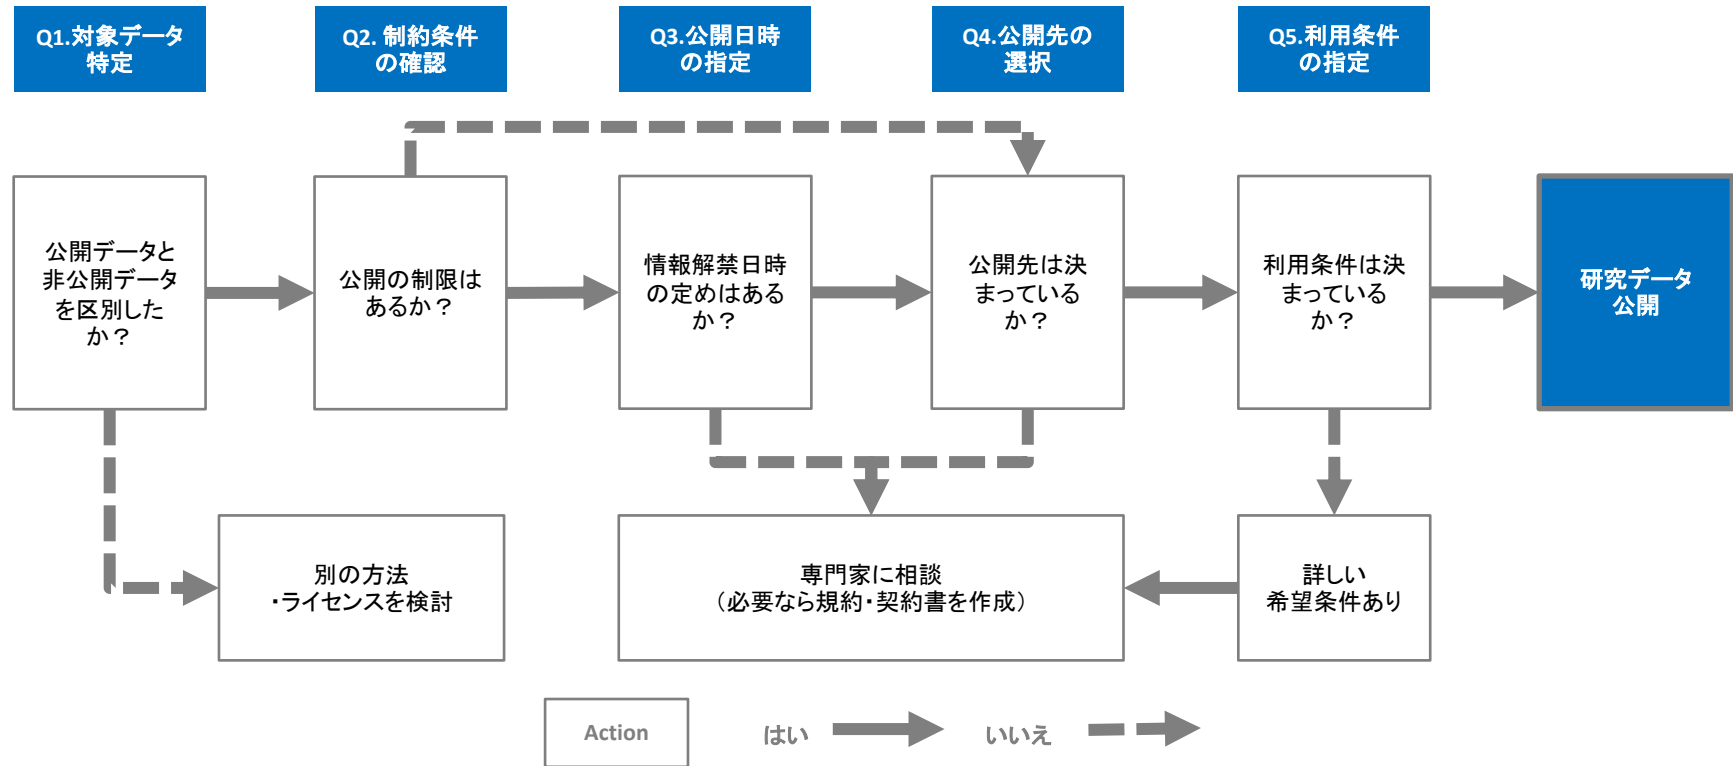 Q1.対象データ
特定
Q2. 制約条件
の確認
Q3.公開日時
の指定
Q4.公開先の
選択
Q5.利用条件
の指定
公開データと
非公開データ
を区別した
か？
公開の制限は
あるか？
情報解禁日時
の定めはある
か？
公開先は決
まっている
か？
利用条件は決
まっている
か？
研究データ
公開
別の方法
・ライセンスを検討
専門家に相談
（必要なら規約・契約書を作成）
詳しい
希望条件あり
Action
はい
いいえ